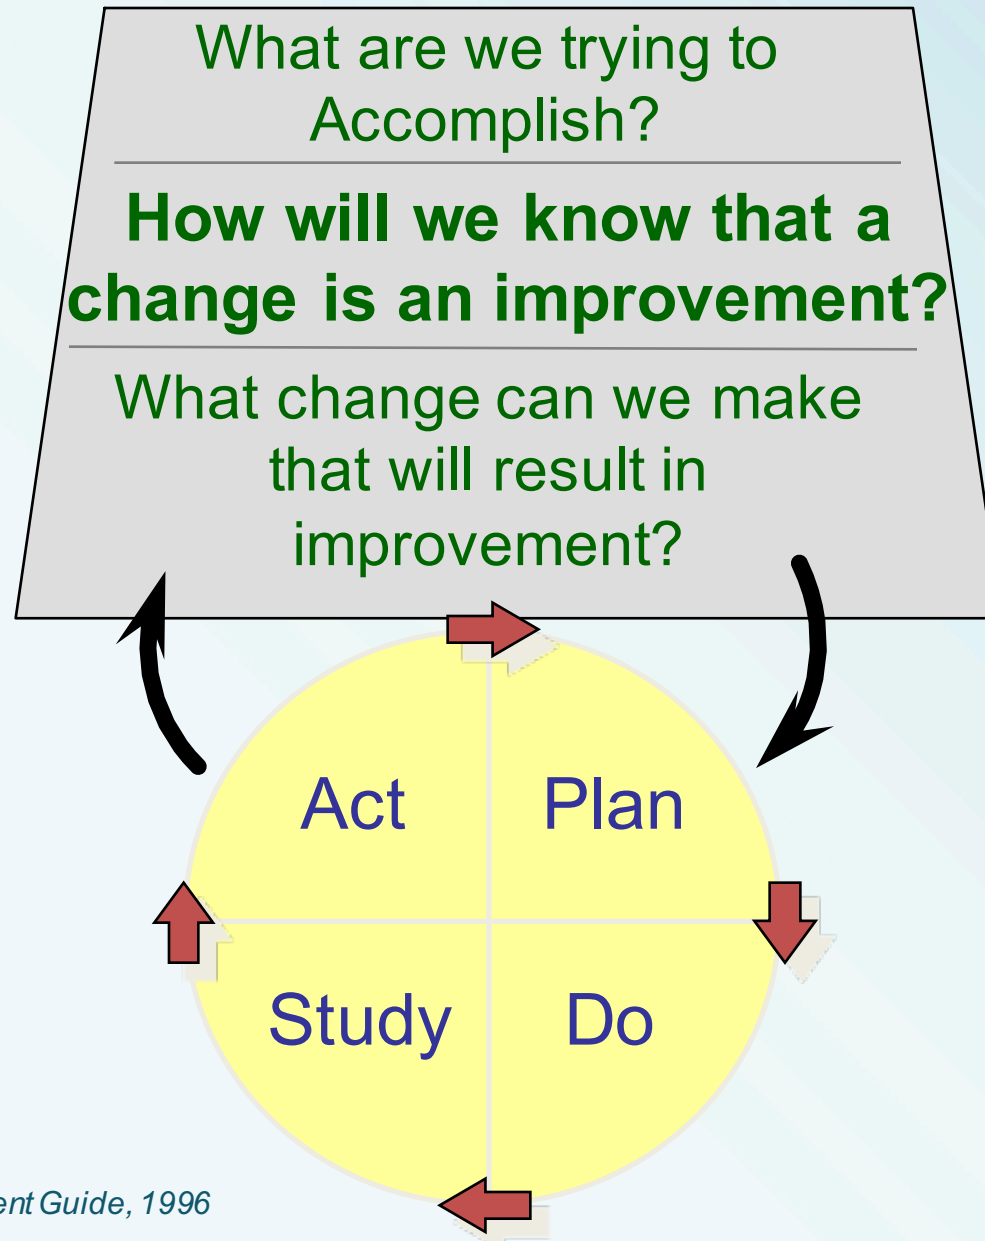 What are we trying to
Accomplish?
How will we know that a
change is an improvement?
What change can we make
that will result in
improvement?
Act
Plan
Study
Do
ent Guide, 1996